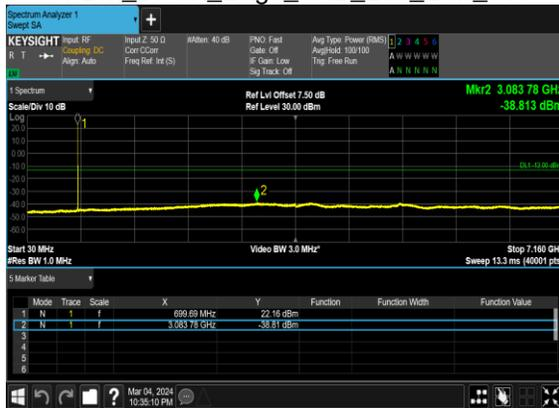 Spectrum Analyzer 1
Swept SA
+
KEYSIGHT
R T
Input: RF
Coupling: DC
Align: Auto
Input Z: 50 Ω
Corr CCorr
Freq Ref: Int (S)
#Atten: 40 dB
PNO: Fast
Gate: Off
IF Gain: Low
Sig Track: Off
Avg Type: Power (RMS)
Avg|Hold: 100/100
Trig: Free Run
1 2 3 4 5 6
A W W W W W
A N N N N N
1 Spectrum
Scale/Div 10 dB
Ref Lvl Offset 7.50 dB
Ref Level 30.00 dBm
Mkr2 3.083 78 GHz
-38.813 dBm
Log
20.0
10.0
0.00
-10.0
-20.0
-30.0
-40.0
-50.0
-60.0
1
2
DL1 -13.00 dBm
Start 30 MHz
#Res BW 1.0 MHz
Video BW 3.0 MHz*
Stop 7.160 GHz
Sweep 13.3 ms (40001 pts)
5 Marker Table
Mode Trace Scale X Y Function Function Width Function Value
1 N 1 f 699.69 MHz 22.16 dBm
2 N 1 f 3.083 78 GHz -38.81 dBm
3
4
5
6
?
Mar 04, 2024
10:35:10 PM